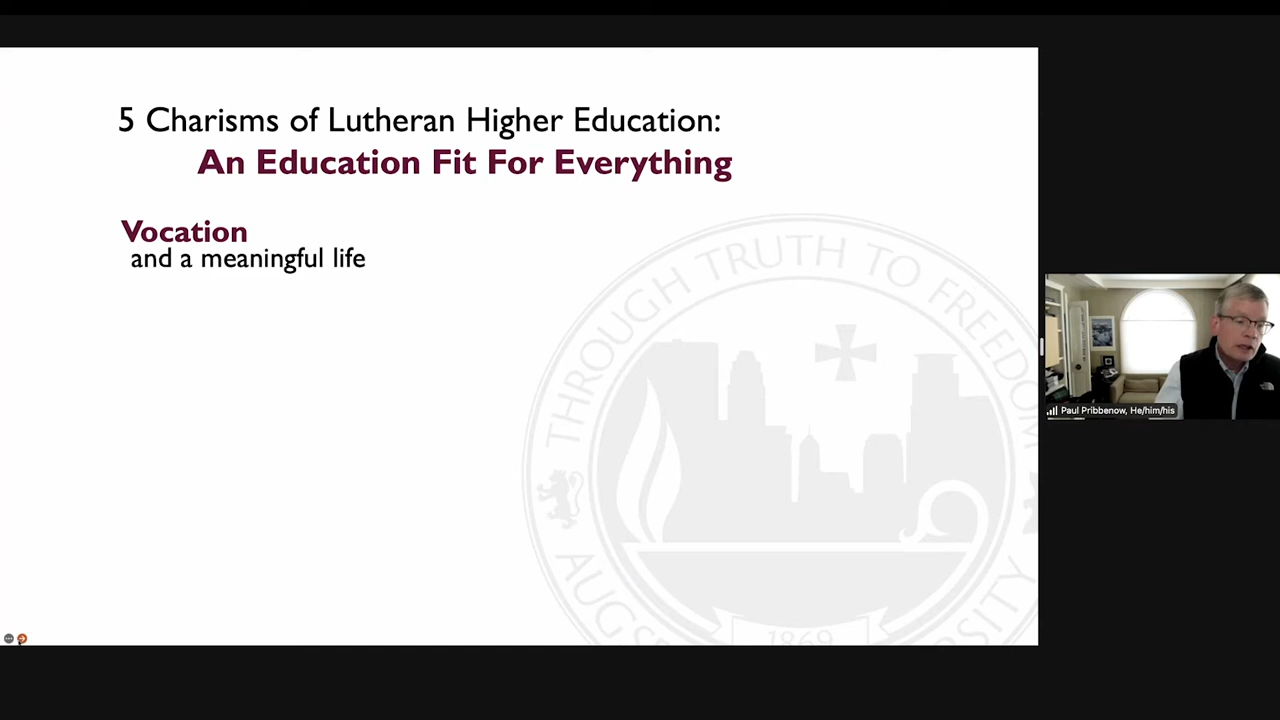 5 Charisms of Lutheran Higher Education:
An Education Fit For Everything
Vocation
and a meaningful life
THROUGH TRUTH TO FREEDOM
1869
Paul Pribbenow, He/him/his